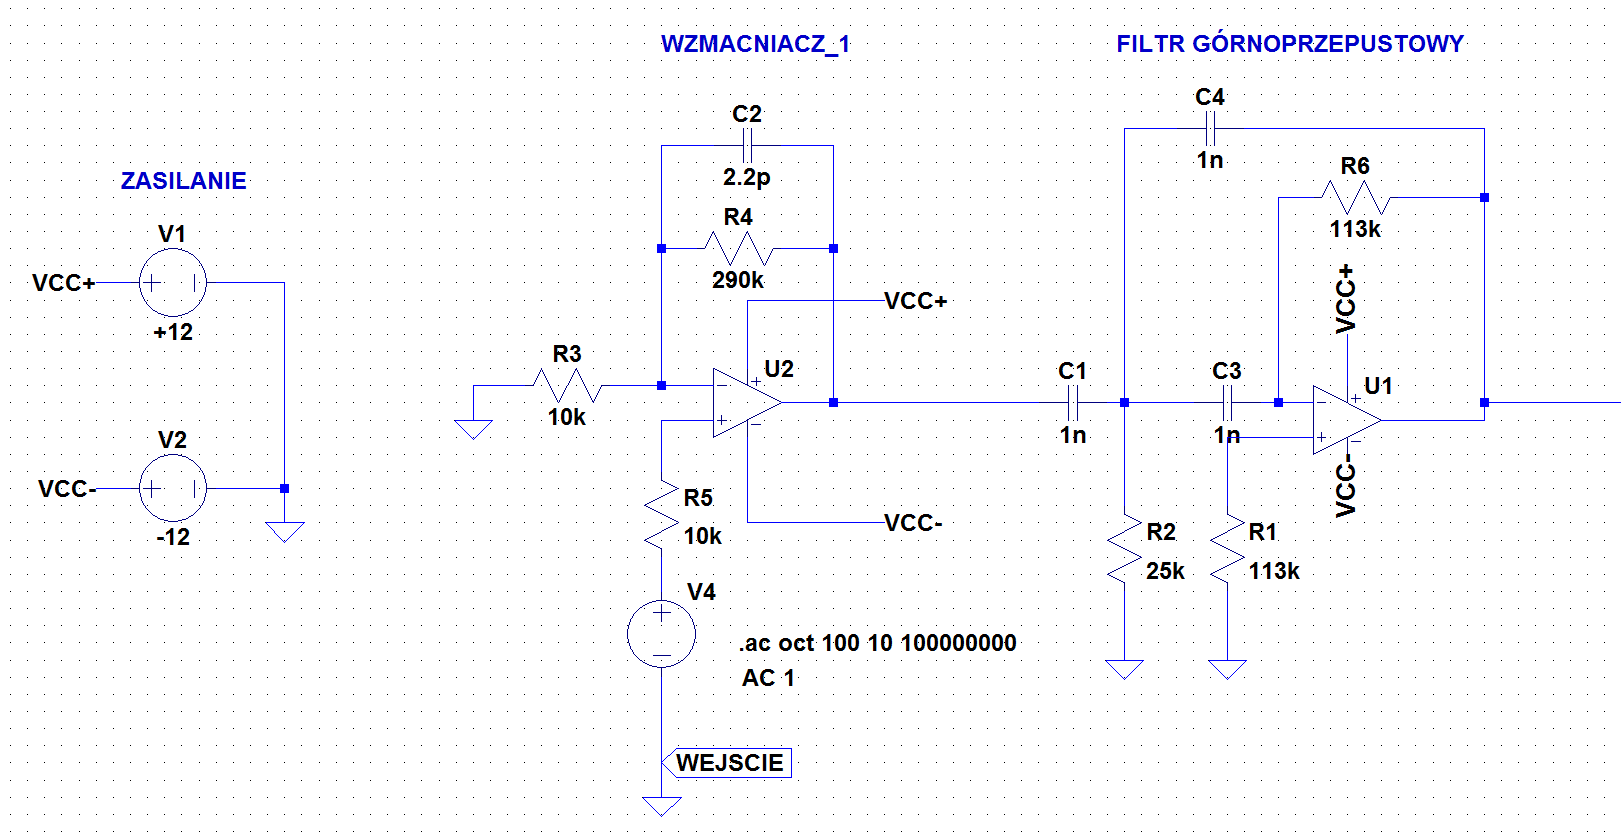 WZMACNIACZ_1
FILTR GÓRNOPRZEPUSTOWY
ZASILANIE
V1
VCC+
+12
V2
VCC-
-12
C2
2.2p
R4
290k
VCC+
R3
10k
U2
+
-
R5
10k
VCC-
V4
.ac oct 100 10 100000000
AC 1
WEJSCIE
C4
1n
R6
113k
VCC+
C1
1n
C3
1n
U1
VCC-
R2
25k
R1
113k